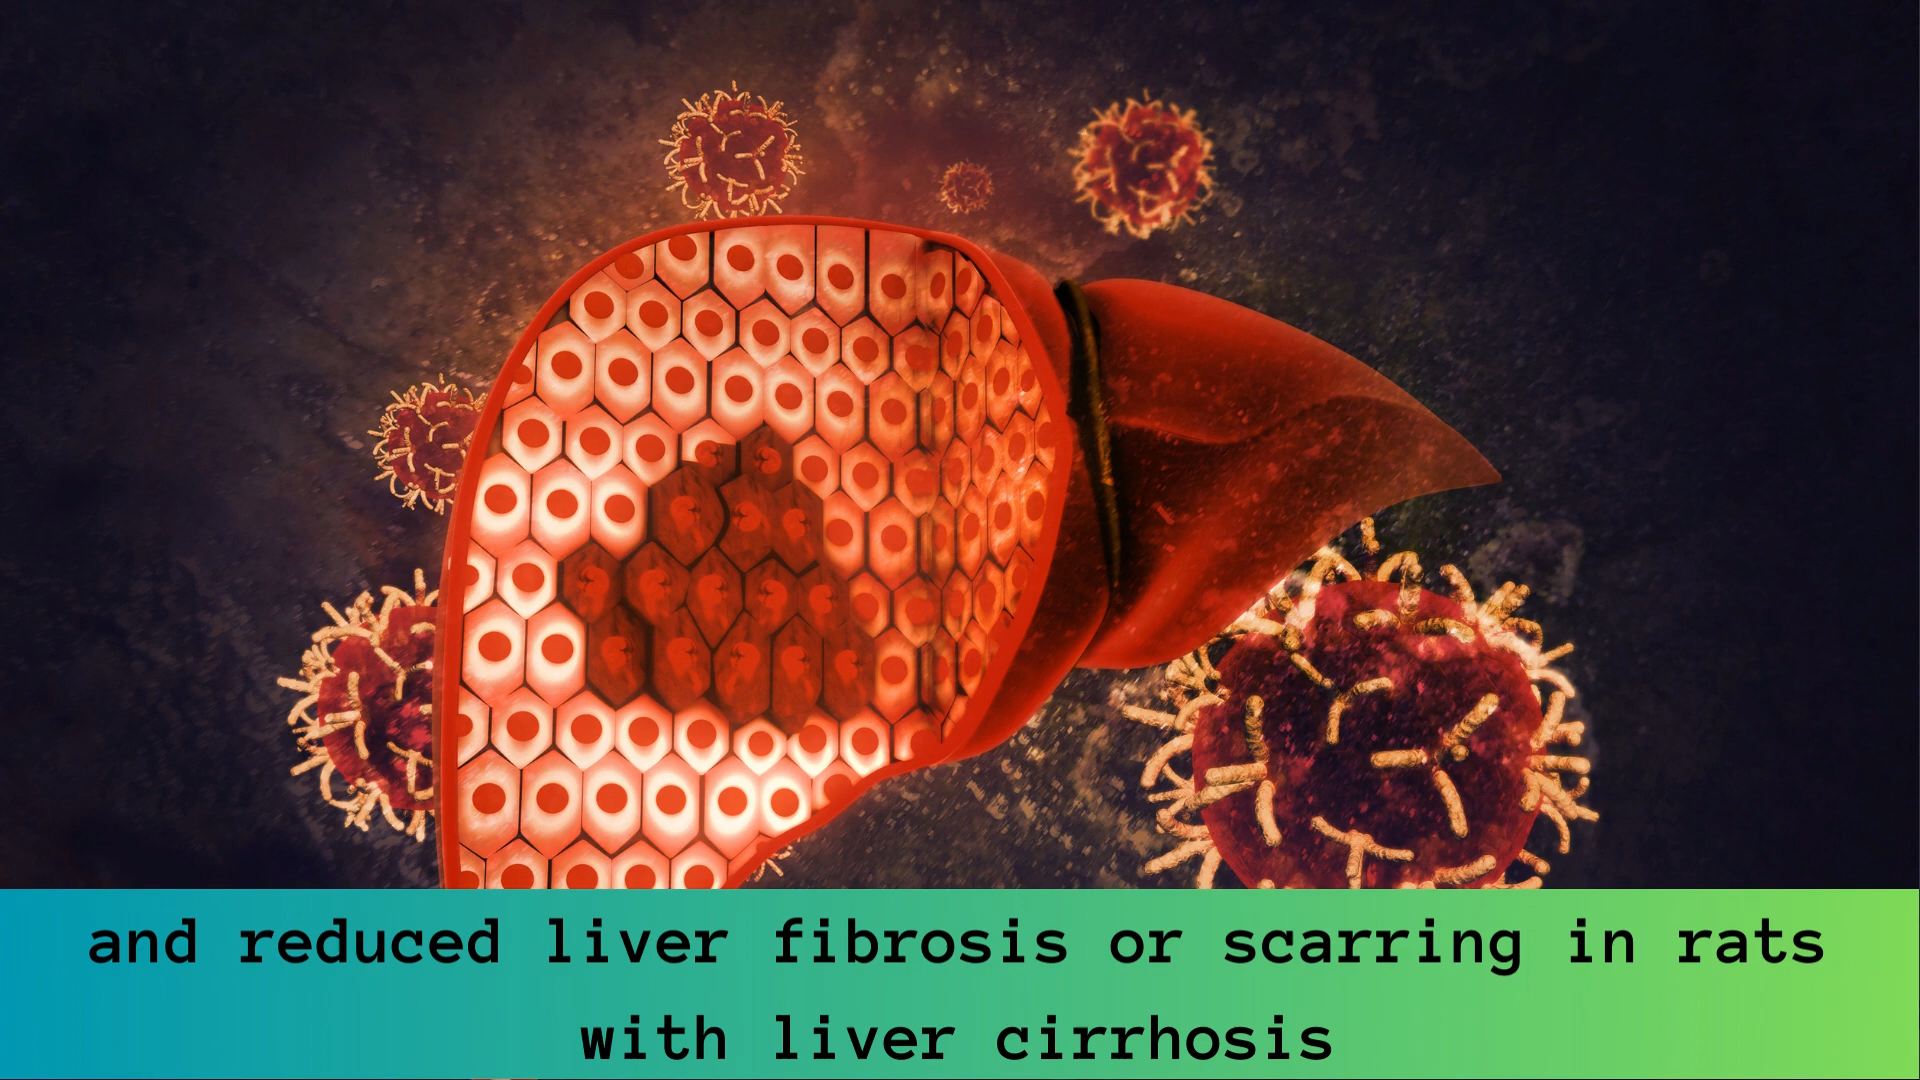 and reduced liver fibrosis or scarring in rats
with liver cirrhosis